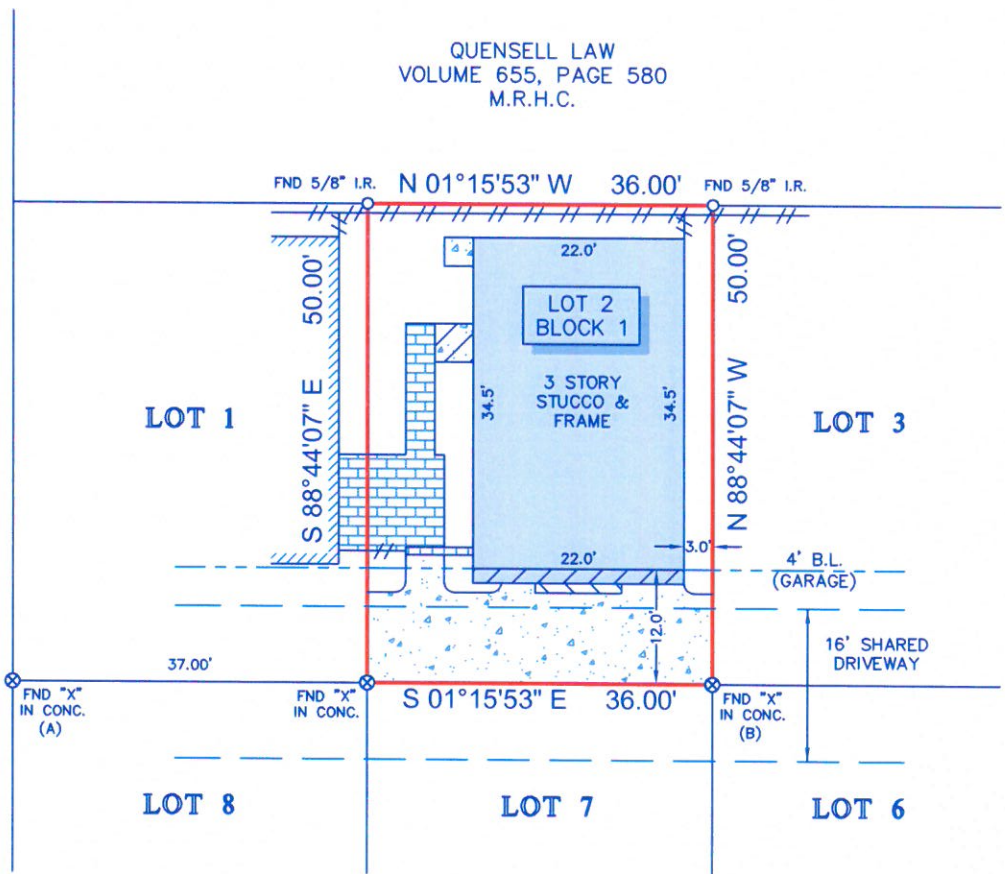 QUENSELL LAW
VOLUME 655, PAGE 580
M.R.H.C.
FND 5/8" I.R.
N 01°15'53" W 36.00'
FND 5/8" I.R.
22.0'
LOT 2
BLOCK 1
3 STORY
STUCCO &
FRAME
34.5'
34.5'
S 88°44'07" E 50.00'
N 88°44'07" W 50.00'
LOT 1
LOT 3
22.0'
3.0'
4' B.L.
(GARAGE)
12.0'
16' SHARED
DRIVEWAY
37.00'
FND "X"
IN CONC.
(A)
FND "X"
IN CONC.
S 01°15'53" E 36.00'
FND "X"
IN CONC.
(B)
LOT 8
LOT 7
LOT 6